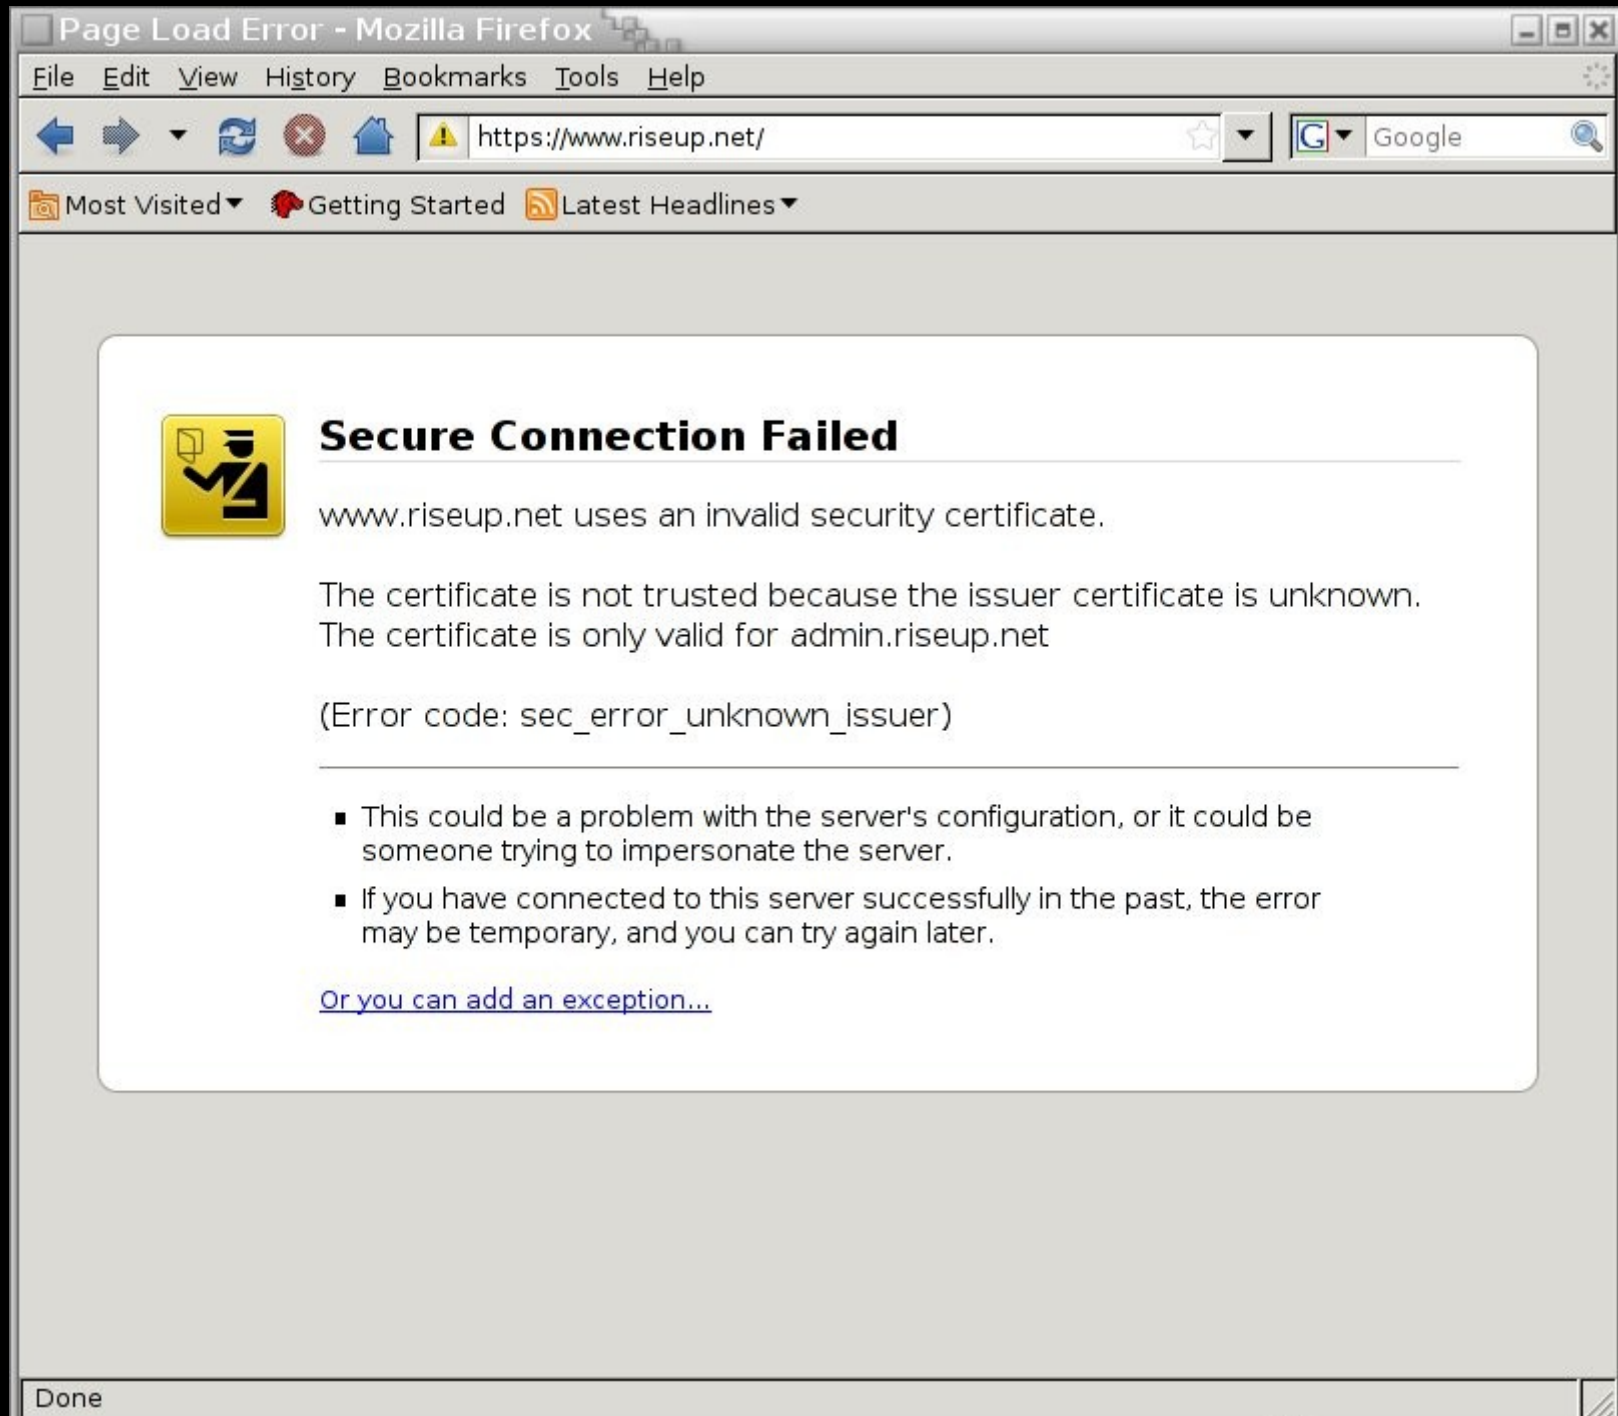 Page Load Error - Mozilla Firefox
File Edit View History Bookmarks Tools Help
https://www.riseup.net/ G Google
Most Visited Getting Started Latest Headlines
Secure Connection Failed
www.riseup.net uses an invalid security certificate.
The certificate is not trusted because the issuer certificate is unknown.
The certificate is only valid for admin.riseup.net
(Error code: sec_error_unknown_issuer)
This could be a problem with the server's configuration, or it could be
someone trying to impersonate the server.
If you have connected to this server successfully in the past, the error
may be temporary, and you can try again later.
Or you can add an exception...
Done